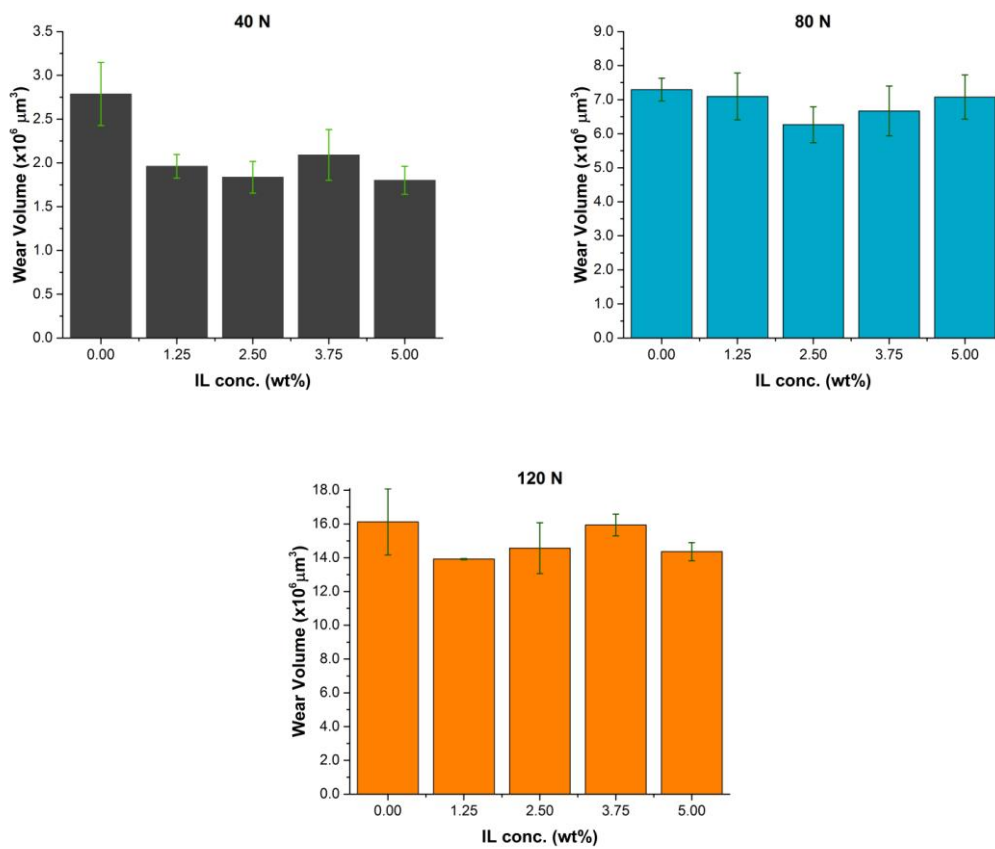 40 N
Wear Volume (x10⁶ μm³)
3.5
3.0
2.5
2.0
1.5
1.0
0.5
0.0
0.00 1.25 2.50 3.75 5.00
IL conc. (wt%)
80 N
Wear Volume (x10⁶ μm³)
9.0
8.0
7.0
6.0
5.0
4.0
3.0
2.0
1.0
0.0
0.00 1.25 2.50 3.75 5.00
IL conc. (wt%)
120 N
Wear Volume (x10⁶μm³)
18.0
16.0
14.0
12.0
10.0
8.0
6.0
4.0
2.0
0.0
0.00 1.25 2.50 3.75 5.00
IL conc. (wt%)